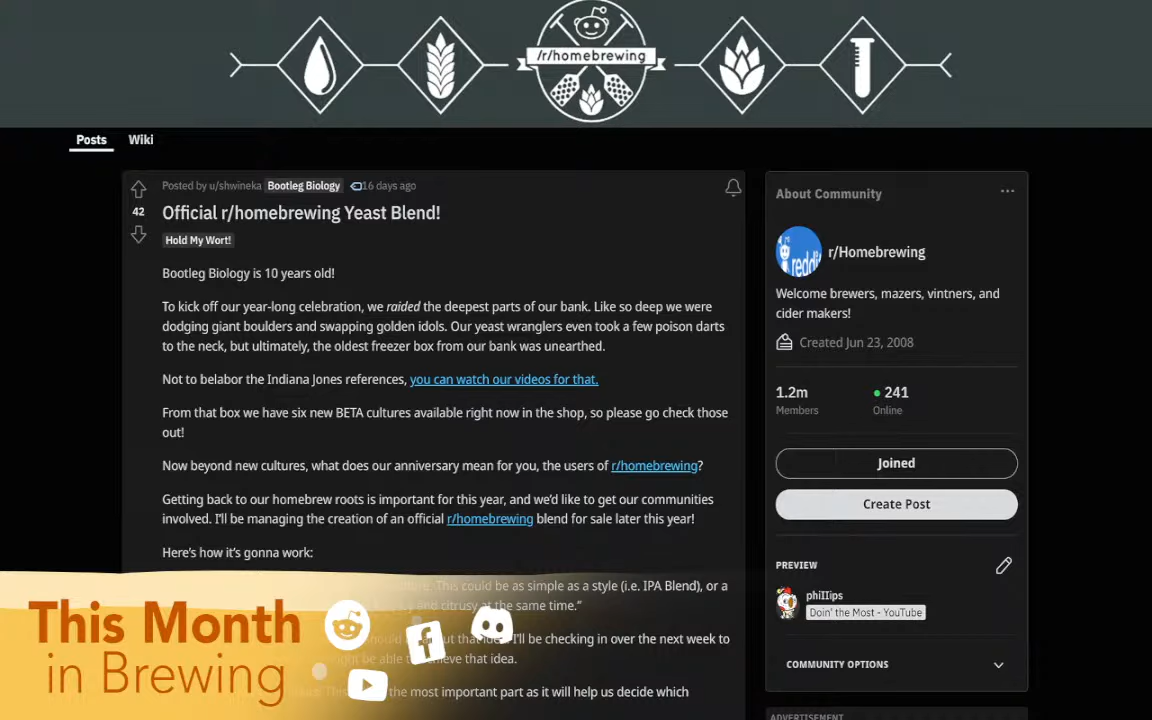 /r/homebrewing
Posts Wiki
Posted by u/shwineka Bootleg Biology 16 days ago
42
Official r/homebrewing Yeast Blend!
Hold My Wort!
Bootleg Biology is 10 years old!
To kick off our year-long celebration, we raided the deepest parts of our bank. Like so deep we were
dodging giant boulders and swapping golden idols. Our yeast wranglers even took a few poison darts
to the neck, but ultimately, the oldest freezer box from our bank was unearthed.
Not to belabor the Indiana Jones references, you can watch our videos for that.
From that box we have six new BETA cultures available right now in the shop, so please go check those
out!
Now beyond new cultures, what does our anniversary mean for you, the users of r/homebrewing?
Getting back to our homebrew roots is important for this year, and we'd like to get our communities
involved. I'll be managing the creation of an official r/homebrewing blend for sale later this year!
Here's how it's gonna work:
This could be as simple as a style (i.e. IPA Blend), or a
and citrusy at the same time."
out that idea. I'll be checking in over the next week to
be able to achieve that idea.
the most important part as it will help us decide which
This Month
in Brewing
About Community
reddi
r/Homebrewing
Welcome brewers, mazers, vintners, and
cider makers!
Created Jun 23, 2008
1.2m 241
Members Online
Joined
Create Post
PREVIEW
phiIIips
Doin' the Most - YouTube
COMMUNITY OPTIONS
ADVERTISEMENT